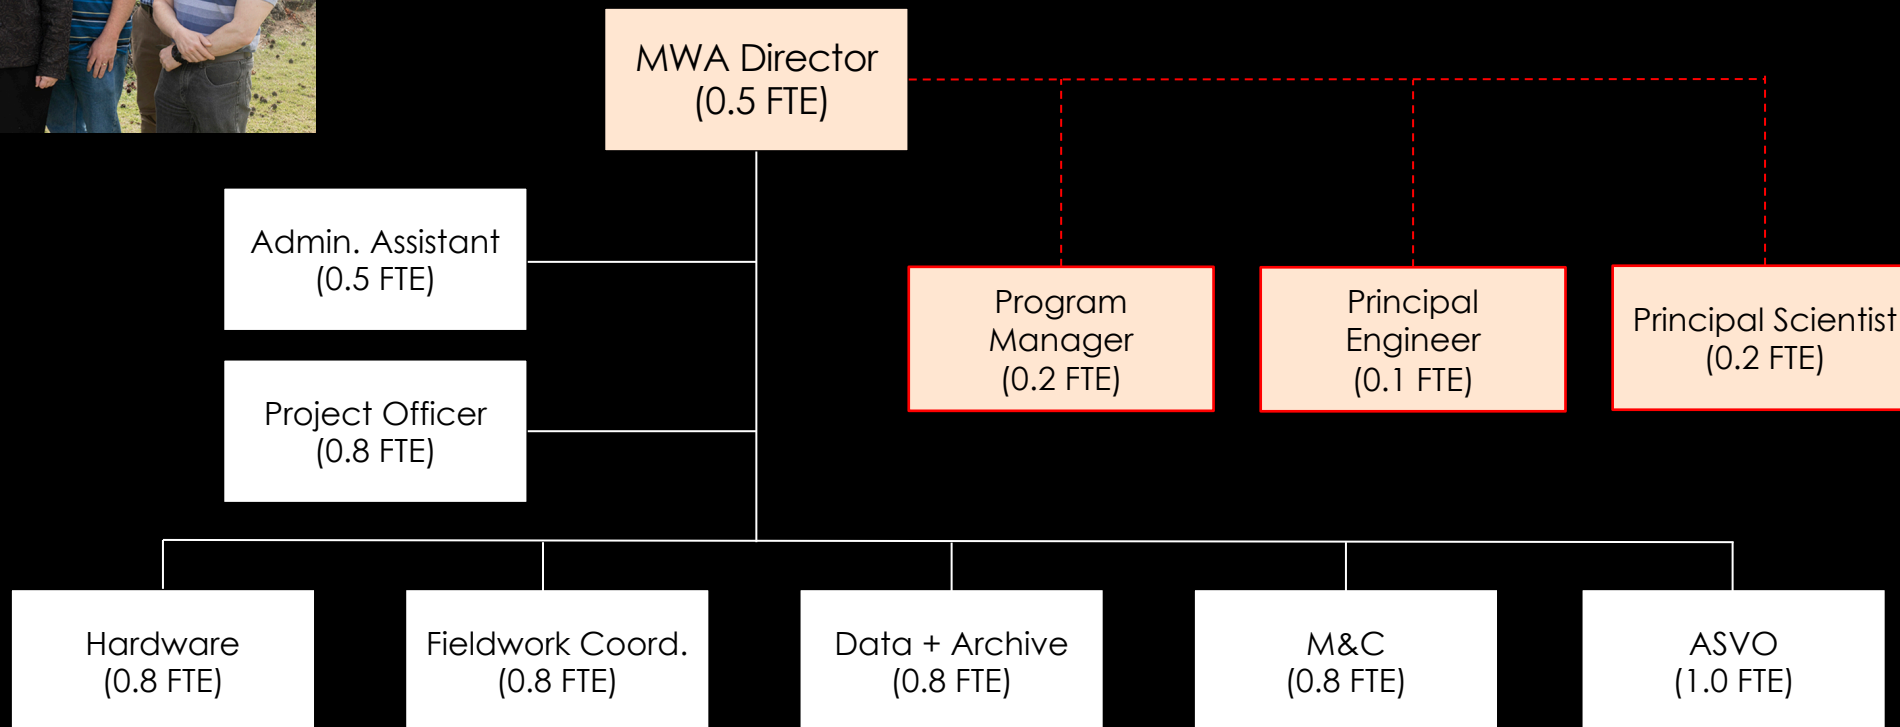 MWA Director
(0.5 FTE)
Admin. Assistant
(0.5 FTE)
Project Officer
(0.8 FTE)
Program
Manager
(0.2 FTE)
Principal
Engineer
(0.1 FTE)
Principal Scientist
(0.2 FTE)
Hardware
(0.8 FTE)
Fieldwork Coord.
(0.8 FTE)
Data + Archive
(0.8 FTE)
M&C
(0.8 FTE)
ASVO
(1.0 FTE)